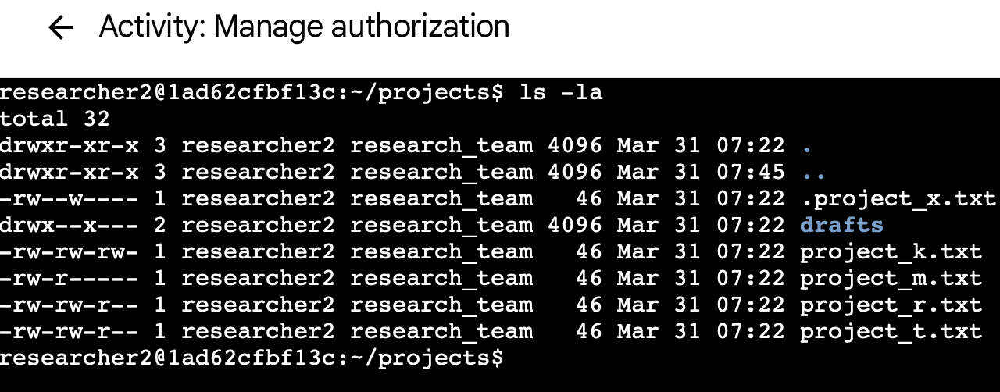 ← Activity: Manage authorization
researcher2@1ad62cfbf13c:~/projects$ ls -la
total 32
drwxr-xr-x 3 researcher2 research_team 4096 Mar 31 07:22 .
drwxr-xr-x 3 researcher2 research_team 4096 Mar 31 07:45 ..
-rw--w---- 1 researcher2 research_team   46 Mar 31 07:22 .project_x.txt
drwx--x--- 2 researcher2 research_team 4096 Mar 31 07:22 drafts
-rw-rw-rw- 1 researcher2 research_team   46 Mar 31 07:22 project_k.txt
-rw-r----- 1 researcher2 research_team   46 Mar 31 07:22 project_m.txt
-rw-rw-r-- 1 researcher2 research_team   46 Mar 31 07:22 project_r.txt
-rw-rw-r-- 1 researcher2 research_team   46 Mar 31 07:22 project_t.txt
researcher2@1ad62cfbf13c:~/projects$